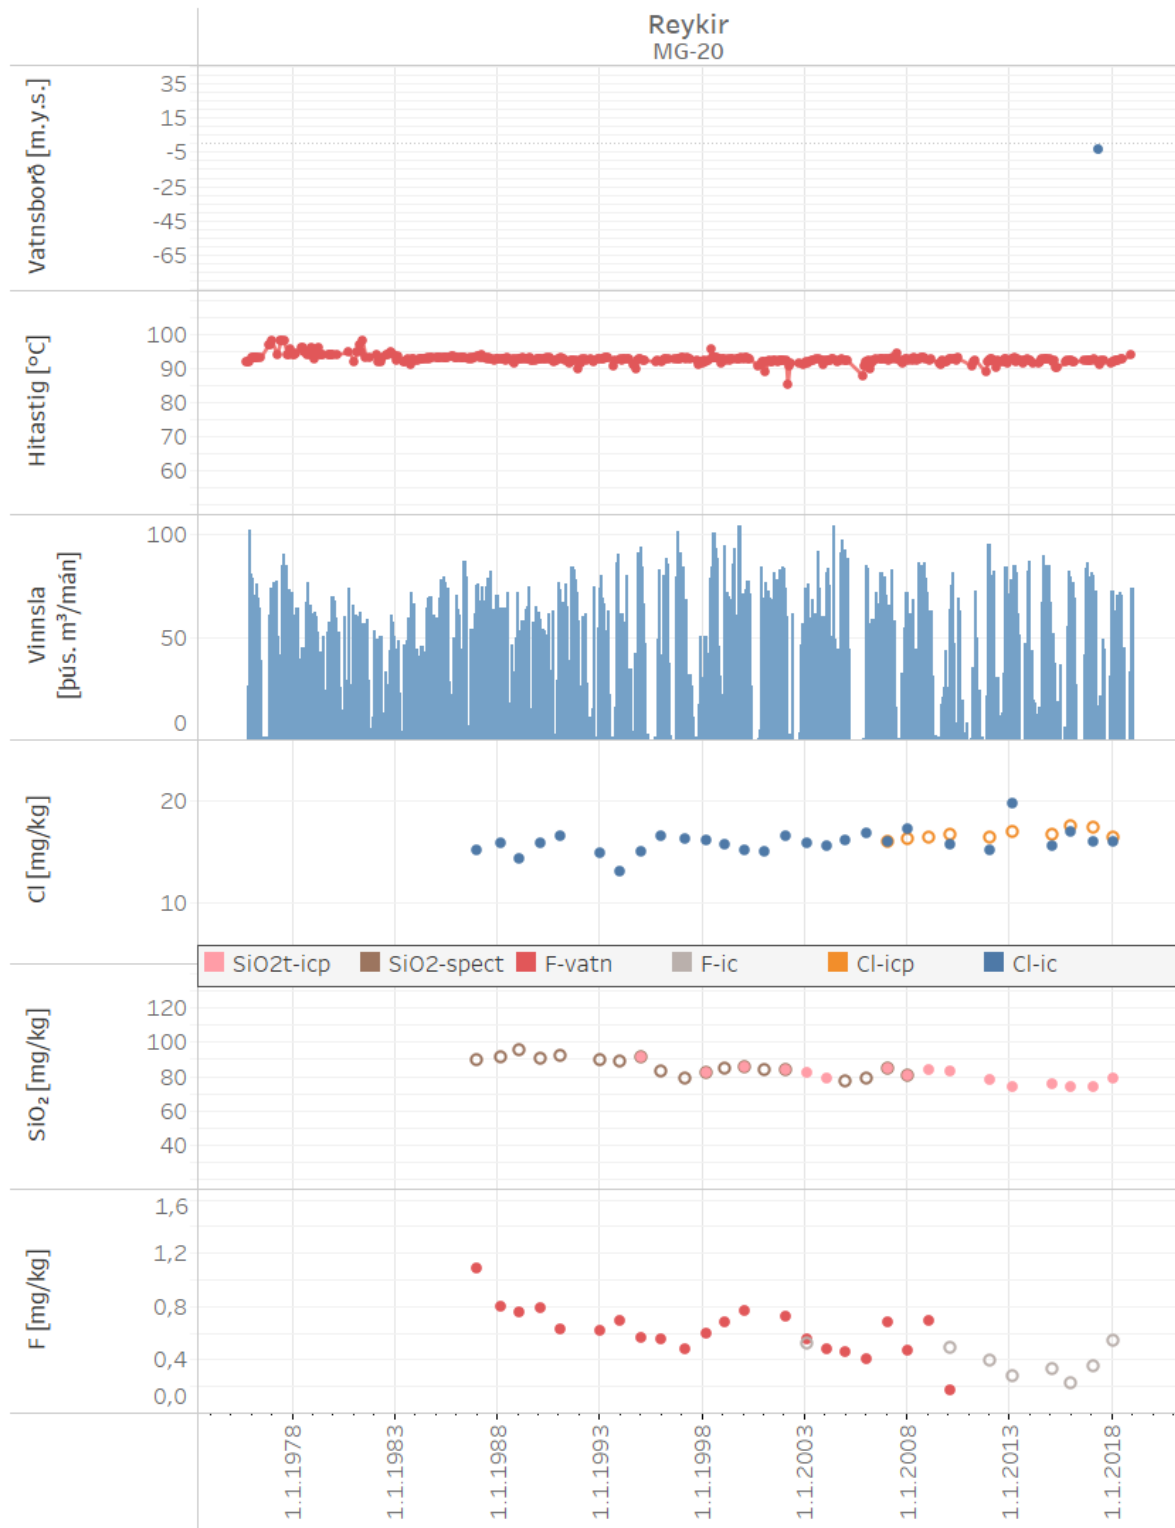 Reykir
MG-20
Vatnsborð [m.y.s.]
35
15
-5
-25
-45
-65
Hitastig [°C]
100
90
80
70
60
Vinnsla
[þús. m³/mán]
100
50
0
Cl [mg/kg]
20
10
SiO2t-icp SiO2-spect F-vatn F-ic Cl-icp Cl-ic
SiO₂ [mg/kg]
120
100
80
60
40
F [mg/kg]
1,6
1,2
0,8
0,4
0,0
1.1.1978 1.1.1983 1.1.1988 1.1.1993 1.1.1998 1.1.2003 1.1.2008 1.1.2013 1.1.2018